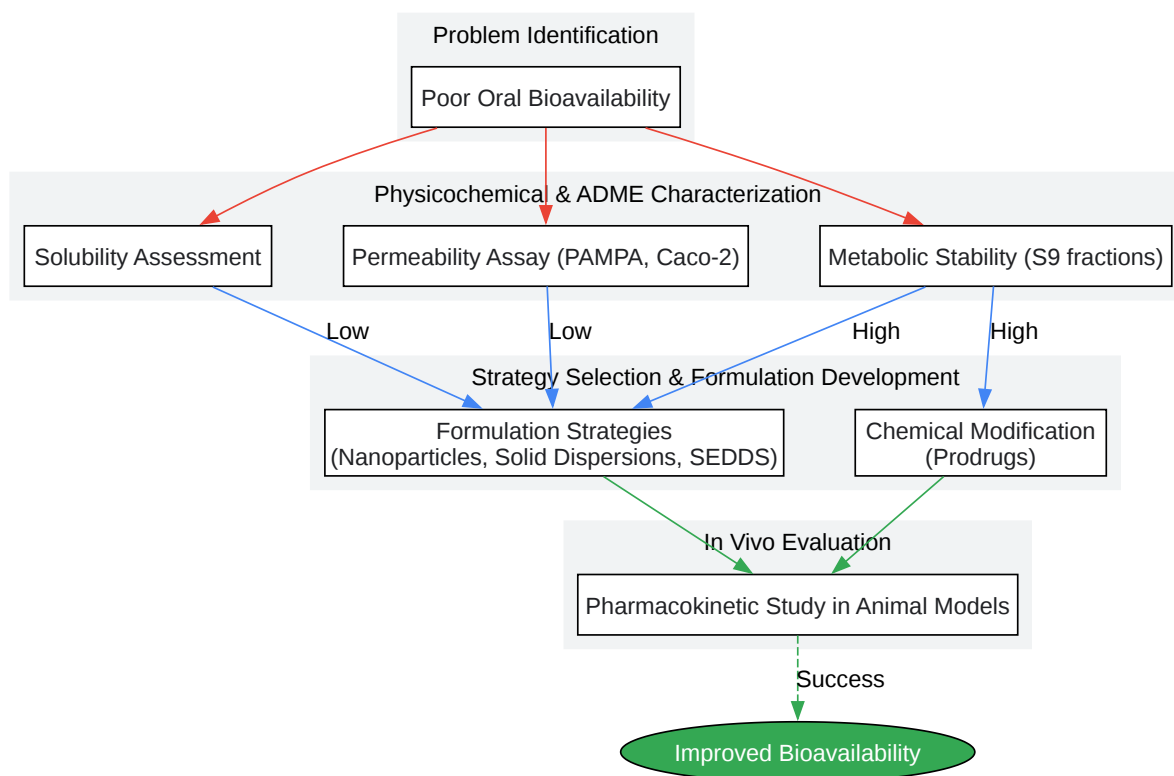 Problem Identification
Poor Oral Bioavailability
Physicochemical & ADME Characterization
Solubility Assessment
Permeability Assay (PAMPA, Caco-2)
Metabolic Stability (S9 fractions)
Low
Low
High
High
Strategy Selection & Formulation Development
Formulation Strategies
(Nanoparticles, Solid Dispersions, SEDDS)
Chemical Modification
(Prodrugs)
In Vivo Evaluation
Pharmacokinetic Study in Animal Models
Success
Improved Bioavailability